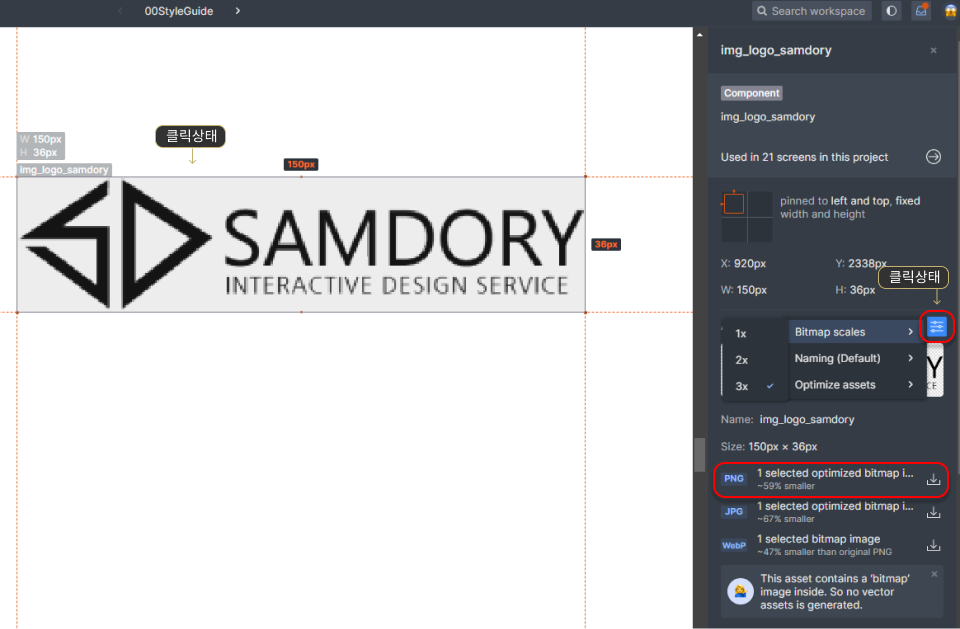 00StyleGuide
Search workspace
img_logo_samdory
Component
img_logo_samdory
Used in 21 screens in this project
W 150px
H 36px
클릭상태
150px
img_logo_samdory
SAMDORY
INTERACTIVE DESIGN SERVICE
36px
pinned to left and top, fixed
width and height
X: 920px
Y: 2338px
클릭상태
W: 150px
H: 36px
1x
2x
3x
Bitmap scales
Naming (Default)
Optimize assets
Name: img_logo_samdory
Size: 150px × 36px
PNG
1 selected optimized bitmap i...
~59% smaller
JPG
1 selected optimized bitmap i...
~67% smaller
WebP
1 selected bitmap image
~47% smaller than original PNG
This asset contains a ‘bitmap’
image inside. So no vector
assets is generated.